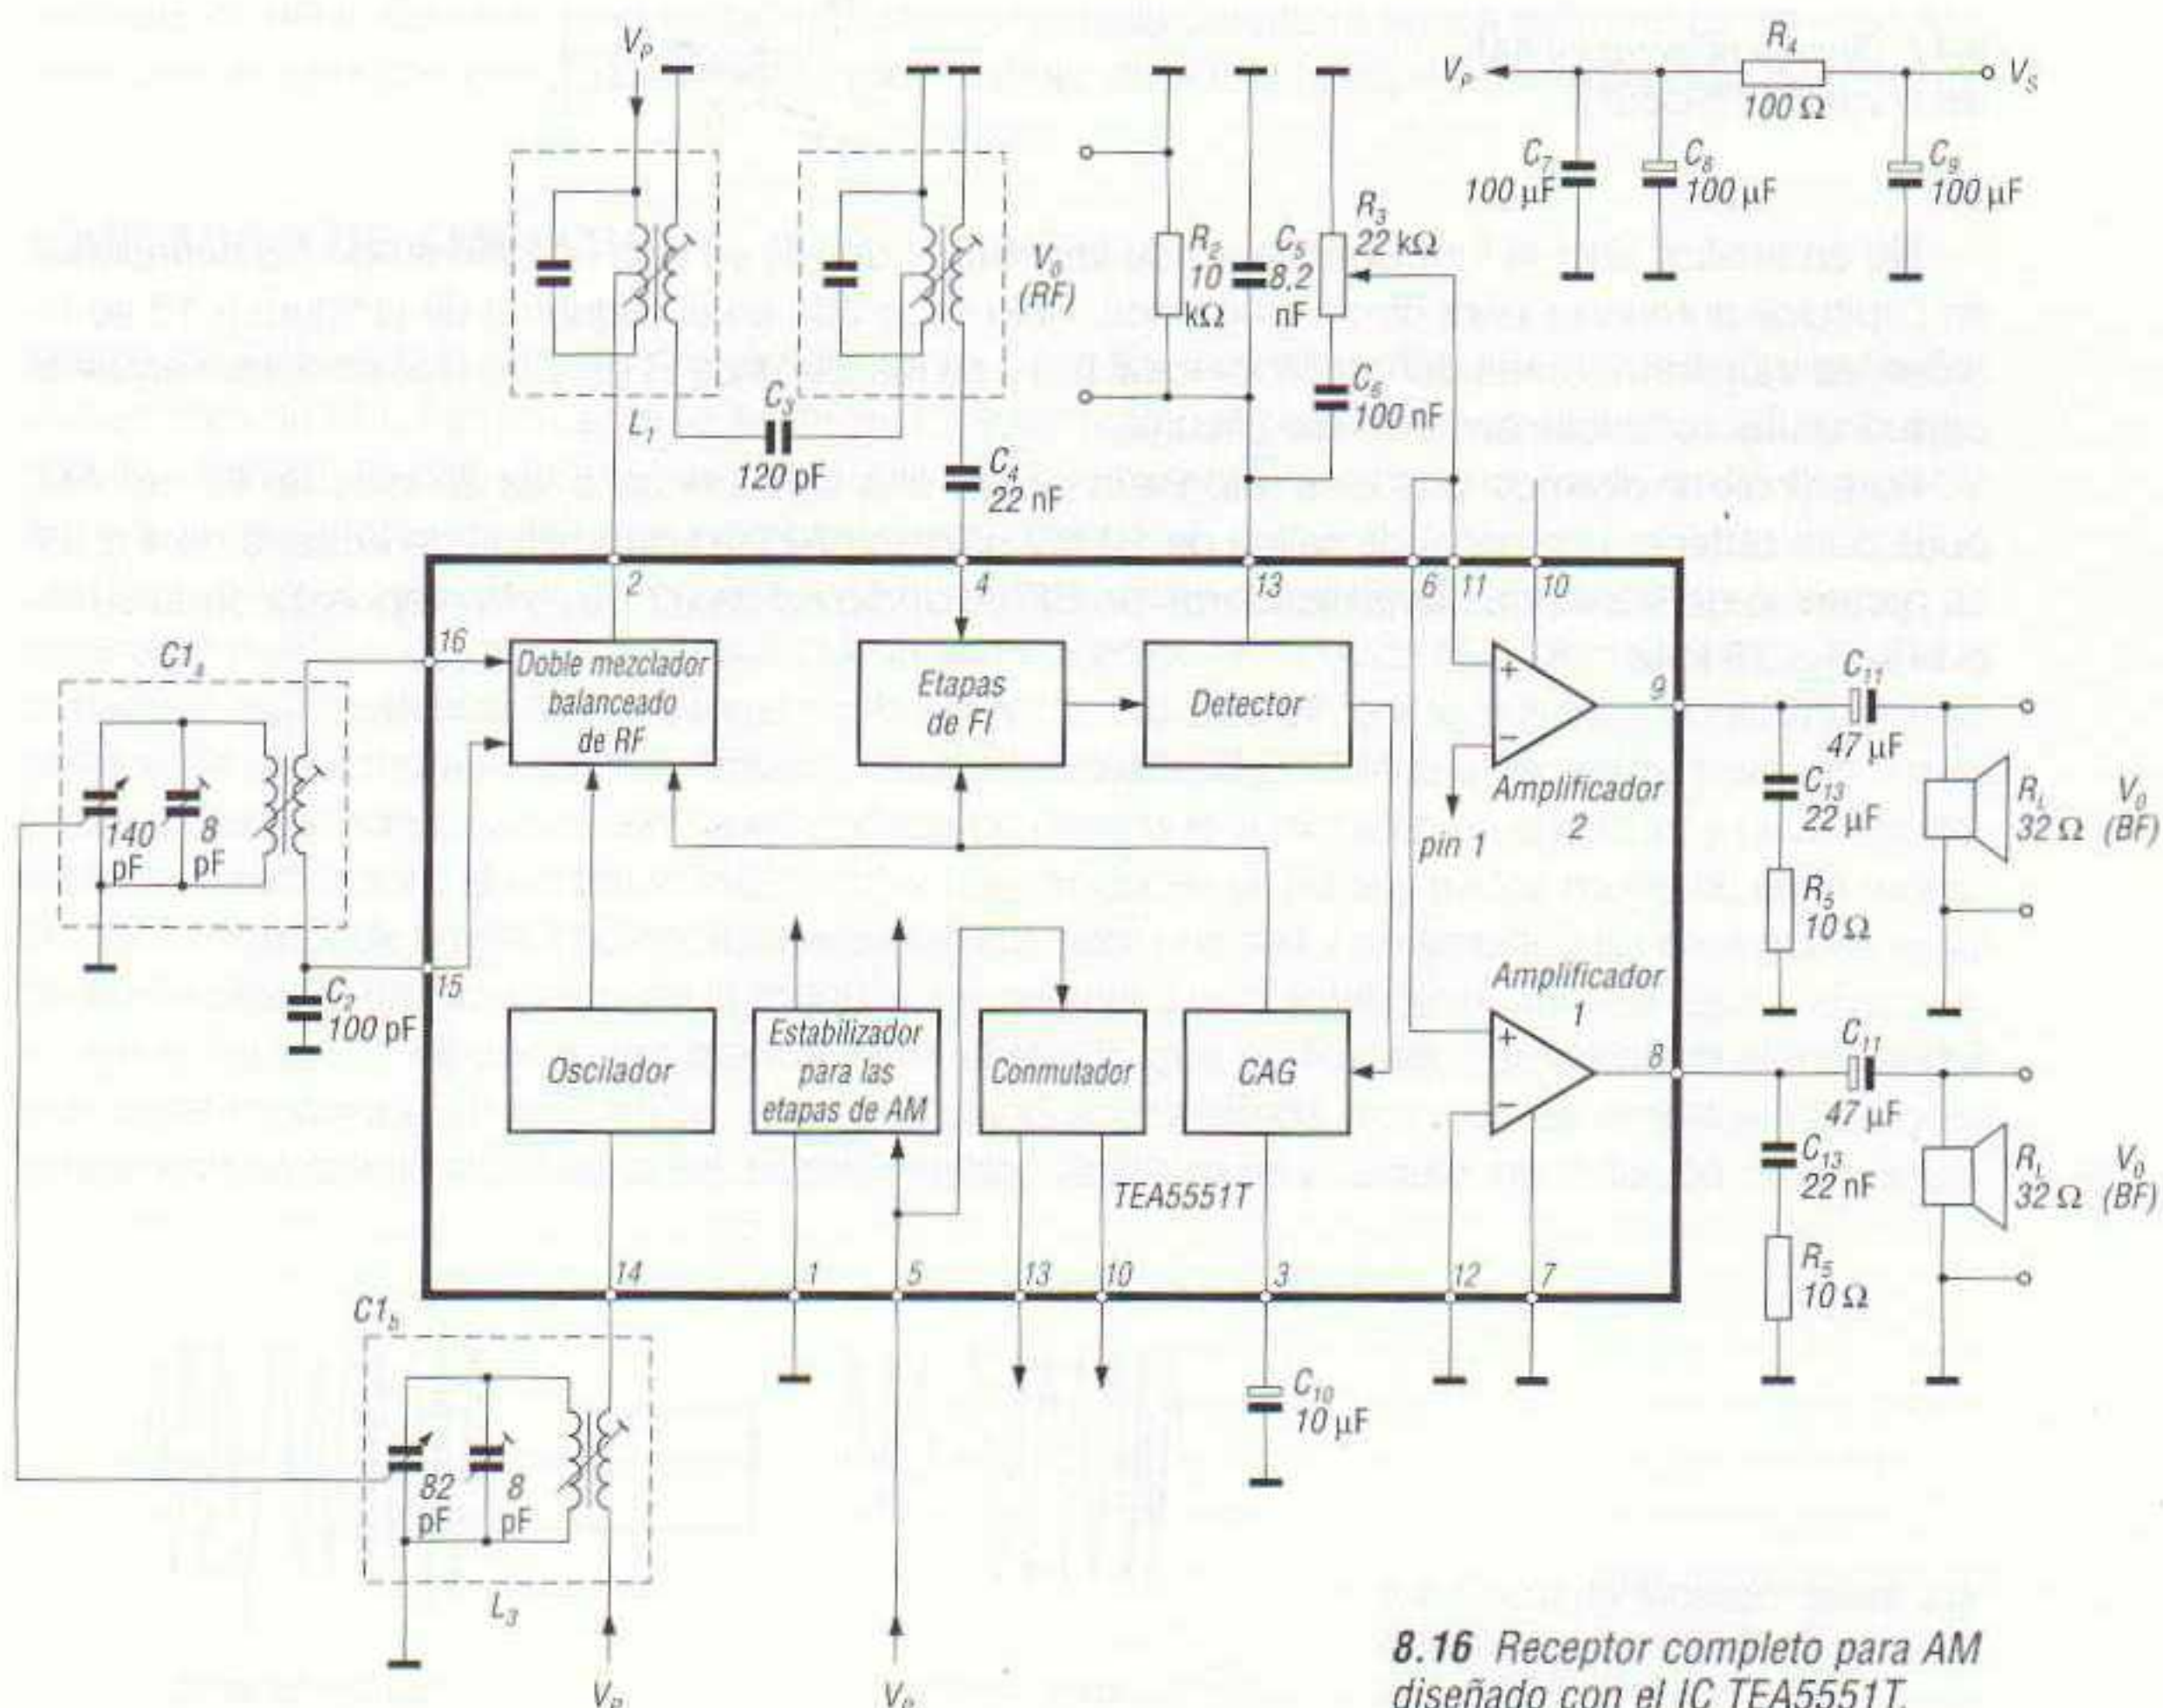 V_P
R_4
V_P
V_S
100 Ω
C_7
100 µF
C_8
100 µF
C_9
100 µF
V_0
(RF)
R_2
10
kΩ
C_5
8,2
nF
R_3
22 kΩ
C_6
100 nF
L_1
C_3
120 pF
C_4
22 nF
2
4
13
6
11
10
16
C1_a
140
pF
8
pF
Doble mezclador
balanceado
de RF
Etapas
de FI
Detector
+
−
pin 1
Amplificador
2
9
C_11
47 µF
C_13
22 µF
R_5
10 Ω
R_L
32 Ω
V_0
(BF)
15
C_2
100 pF
Oscilador
Estabilizador
para las
etapas de AM
Conmutador
CAG
Amplificador
1
+
−
8
C_11
47 µF
C_13
22 nF
R_5
10 Ω
R_L
32 Ω
V_0
(BF)
TEA5551T
14
1
5
13
10
3
12
7
C1_b
82
pF
8
pF
L_3
C_10
10 µF
V_P
V_P
8.16 Receptor completo para AM
diseñado con el IC TEA5551T.